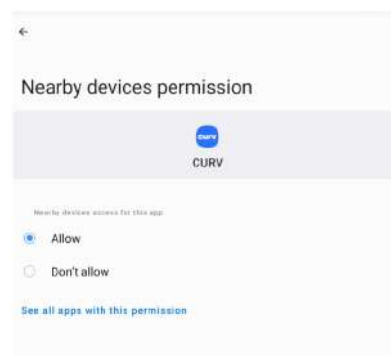 Nearby devices permission
CURV
CURV
Nearby devices access for this app
Allow
Don't allow
See all apps with this permission